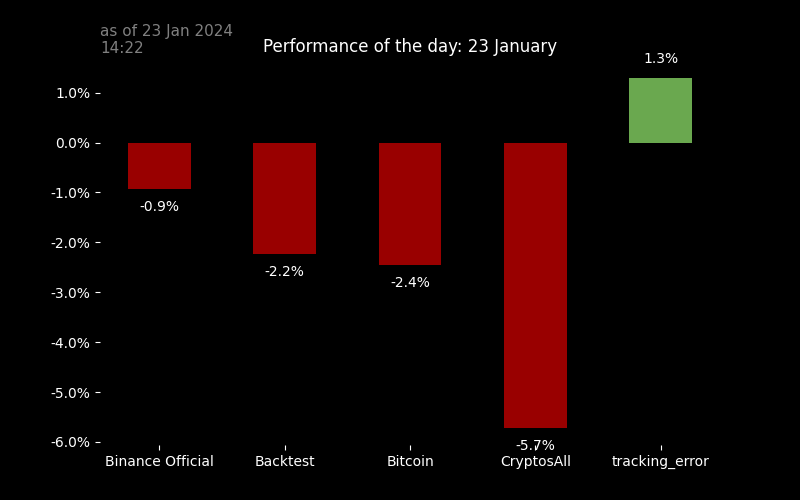 as of 23 Jan 2024
14:22
Performance of the day: 23 January
1.3%
1.0%
0.0%
-1.0%
-0.9%
-2.0%
-2.2%
-2.4%
-3.0%
-4.0%
-5.0%
-6.0%
-5.7%
Binance Official
Backtest
Bitcoin
CryptosAll
tracking_error